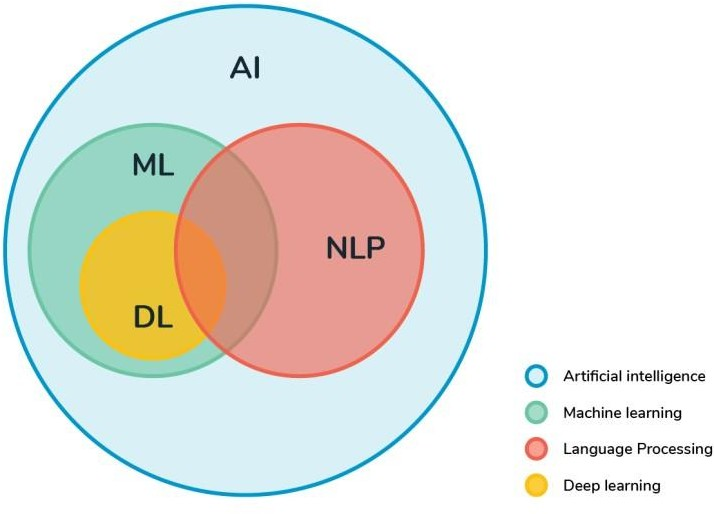 AI
ML
NLP
DL
Artificial intelligence
Machine learning
Language Processing
Deep learning